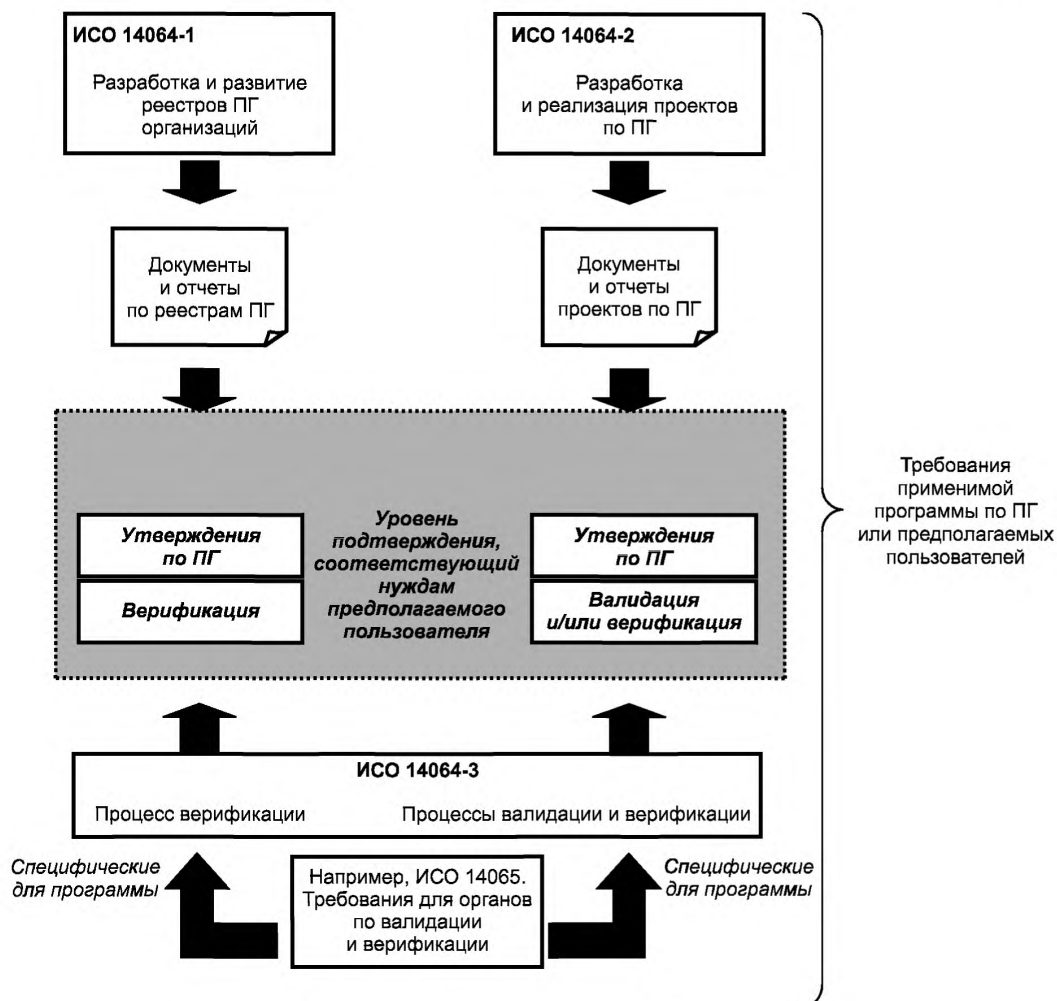 ИСО 14064-1
Разработка и развитие
реестров ПГ
организаций
ИСО 14064-2
Разработка
и реализация проектов
по ПГ
Документы
и отчеты
по реестрам ПГ
Документы
и отчеты
проектов по ПГ
Утверждения
по ПГ
Верификация
Уровень
подтверждения,
соответствующий
нуждам
предполагаемого
пользователя
Утверждения
по ПГ
Валидация
и/или верификация
Требования
применимой
программы по ПГ
или предполагаемых
пользователей
ИСО 14064-3
Процесс верификации
Процессы валидации и верификации
Специфические
для программы
Например, ИСО 14065.
Требования для органов
по валидации
и верификации
Специфические
для программы